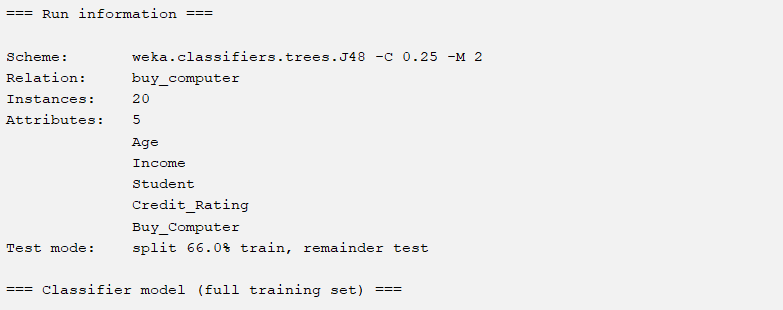 === Run information ===
Scheme: weka.classifiers.trees.J48 -C 0.25 -M 2
Relation: buy_computer
Instances: 20
Attributes: 5
Age
Income
Student
Credit_Rating
Buy_Computer
Test mode: split 66.0% train, remainder test
=== Classifier model (full training set) ===